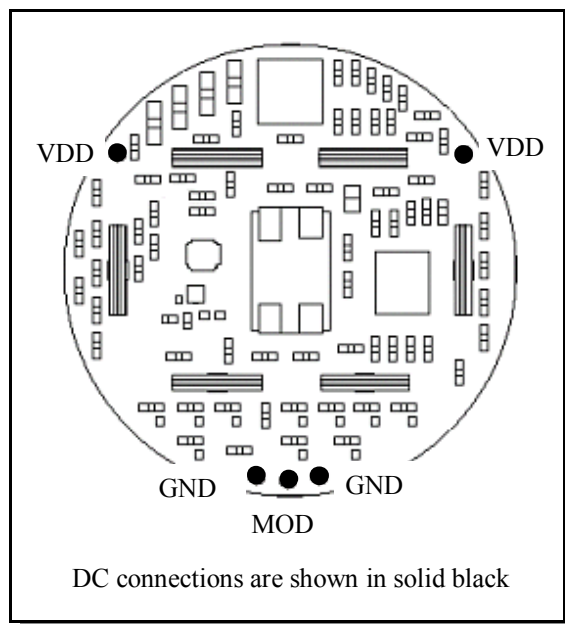 VDD
VDD
GND
GND
MOD
DC connections are shown in solid black